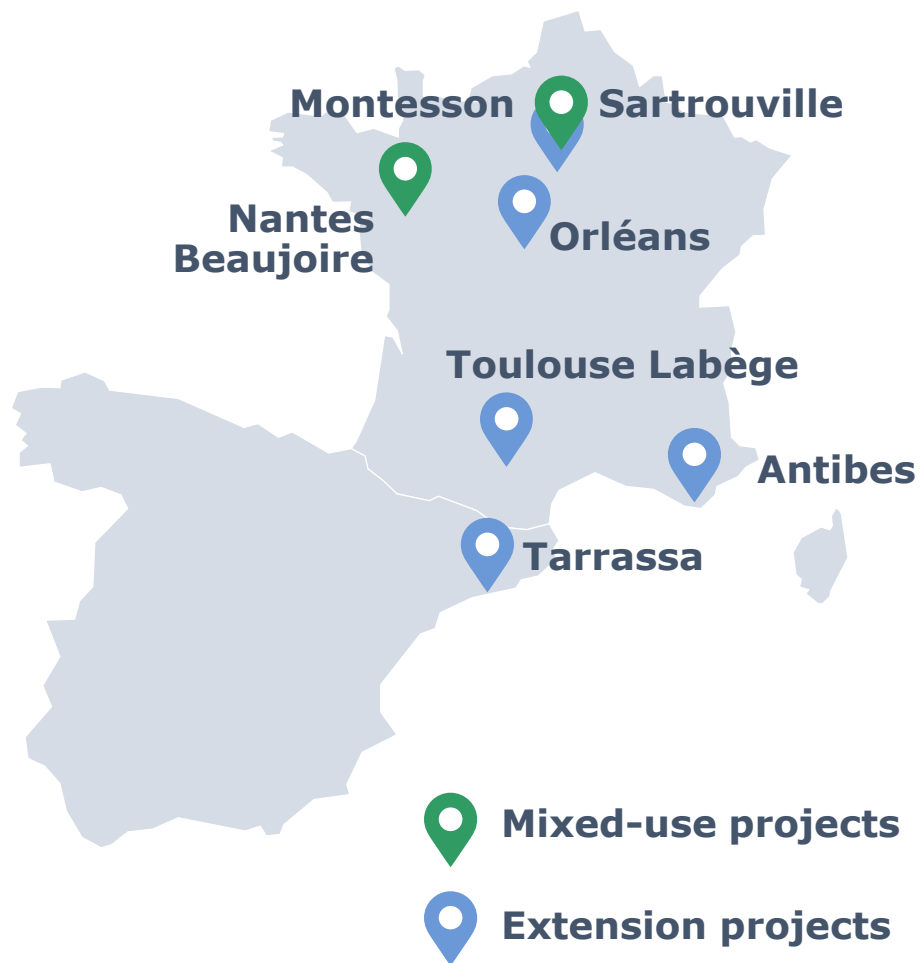 Montesson
Sartrouville
Nantes
Beaujoire
Orléans
Toulouse Labège
Antibes
Tarrassa
Mixed-use projects
Extension projects